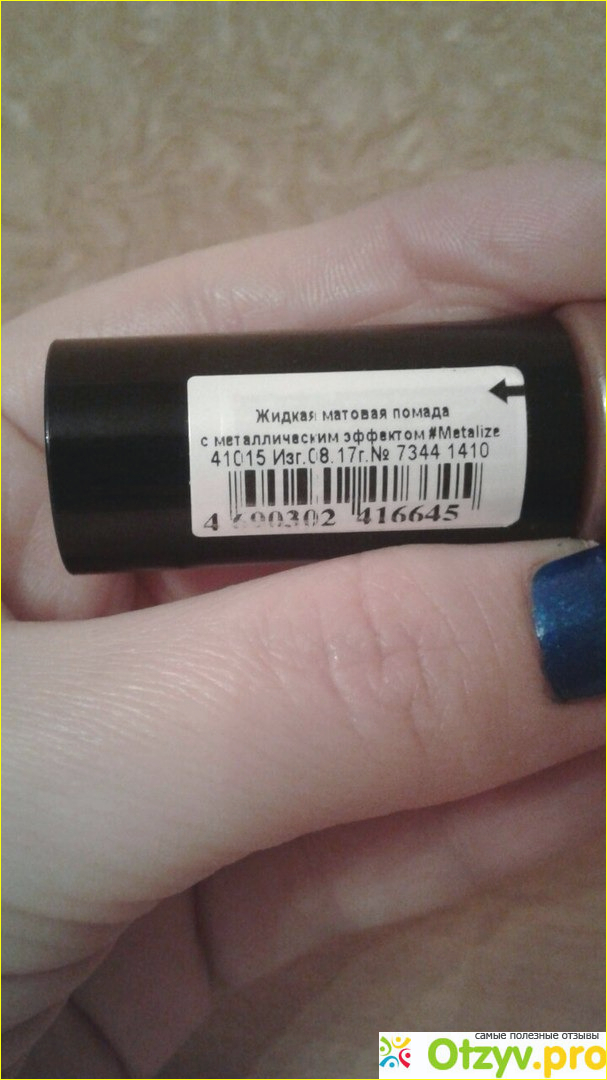 Жидкая матовая помада
с металлическим эффектом #Metalize
41015 Изг.08.17г.№ 7344 1410
4 690302 416645
самые полезные отзывы
Otzyv.pro